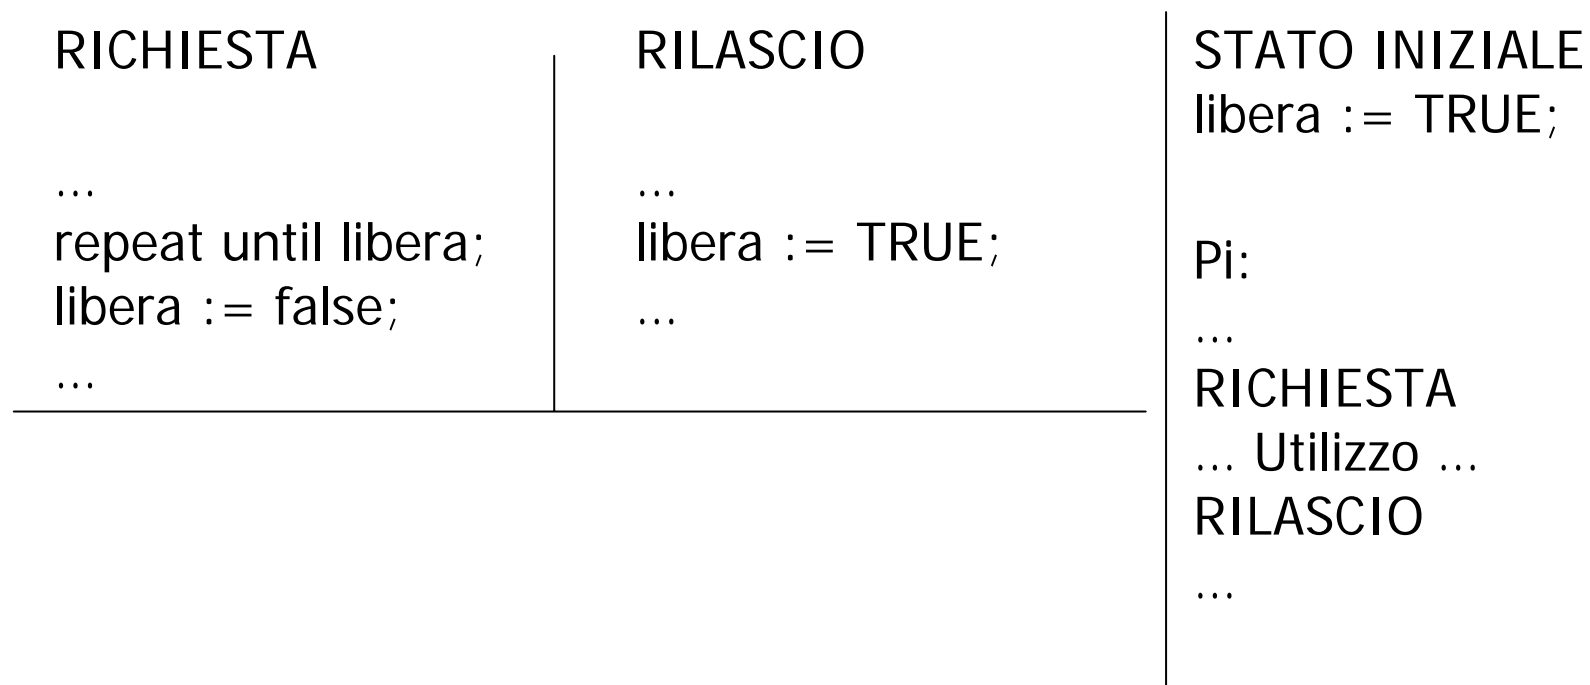 RICHIESTA
...
repeat until libera;
libera := false;
...
RILASCIO
...
libera := TRUE;
...
STATO INIZIALE
libera := TRUE;
Pi:
...
RICHIESTA
... Utilizzo ...
RILASCIO
...